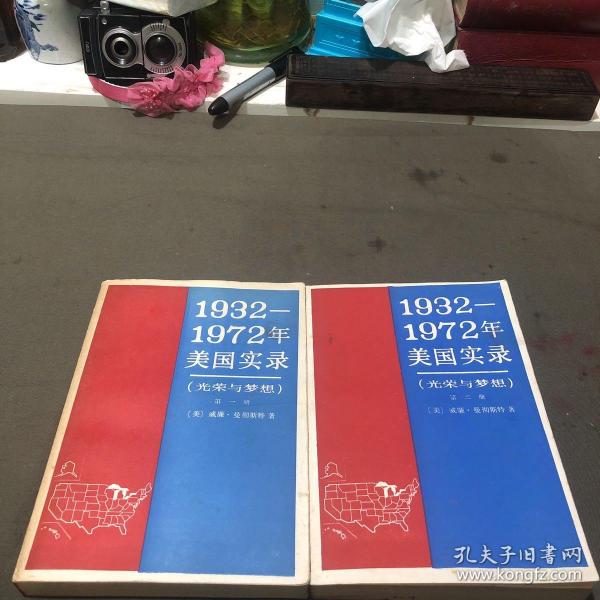 1932—
1972年
美国实录
(光荣与梦想)
第一册
〔美〕威廉·曼彻斯特 著
1932—
1972年
美国实录
(光荣与梦想)
第二册
〔美〕威廉·曼彻斯特 著
孔夫子旧书网
www.kongfz.com